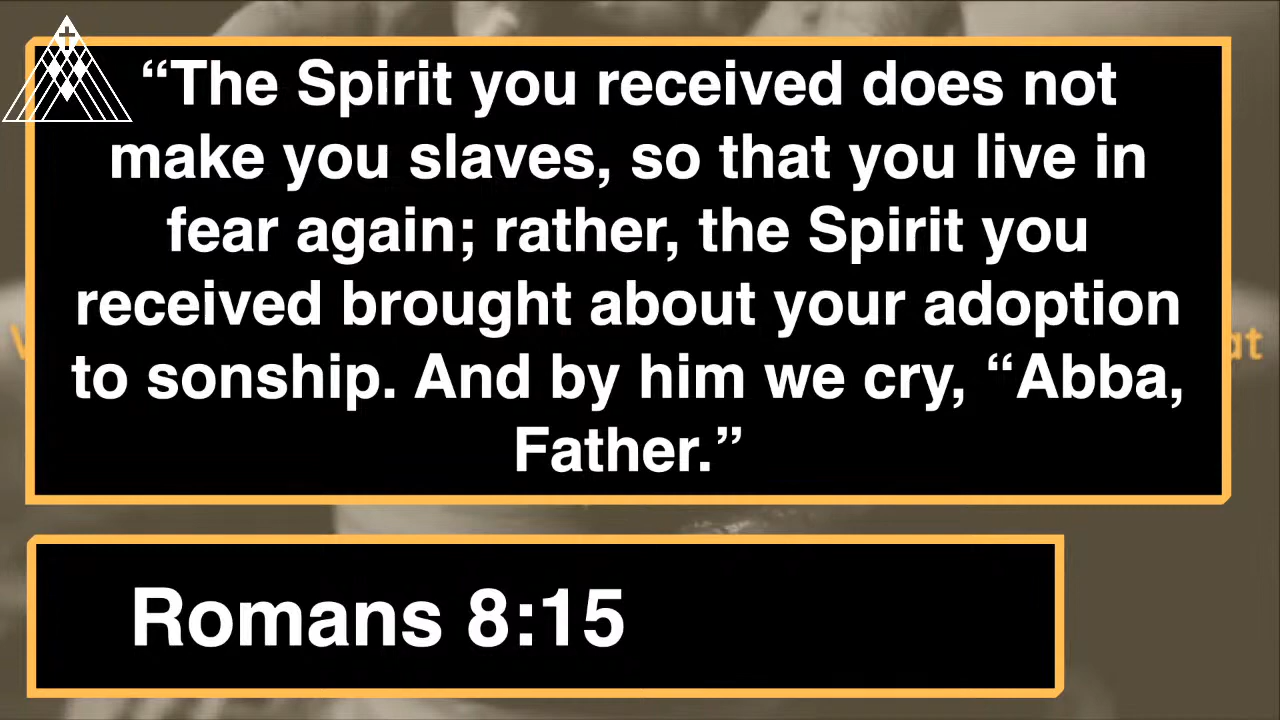 “The Spirit you received does not
make you slaves, so that you live in
fear again; rather, the Spirit you
received brought about your adoption
to sonship. And by him we cry, “Abba,
Father.”
Romans 8:15